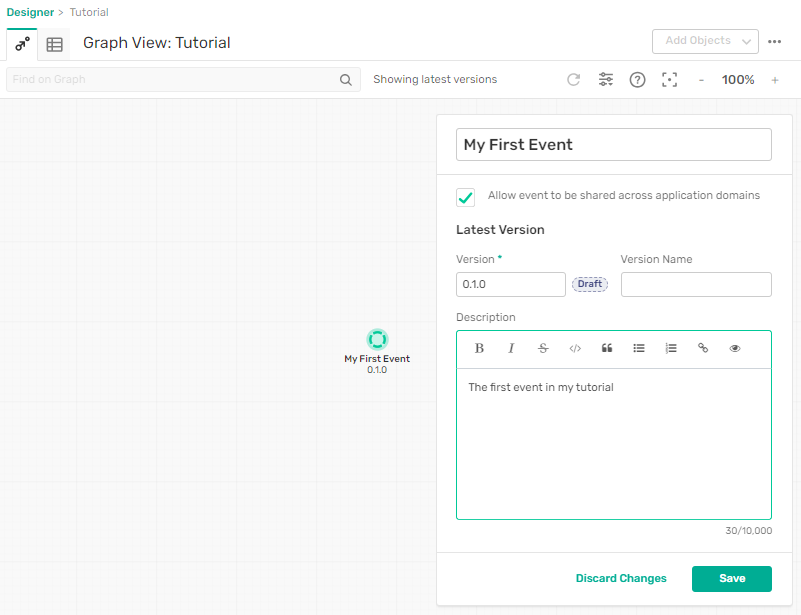 Designer > Tutorial
Graph View: Tutorial
Add Objects
Find on Graph
Showing latest versions
- 100% +
My First Event
Allow event to be shared across application domains
Latest Version
Version *
Version Name
0.1.0
Draft
Description
B I S </>
The first event in my tutorial
My First Event
0.1.0
30/10,000
Discard Changes
Save